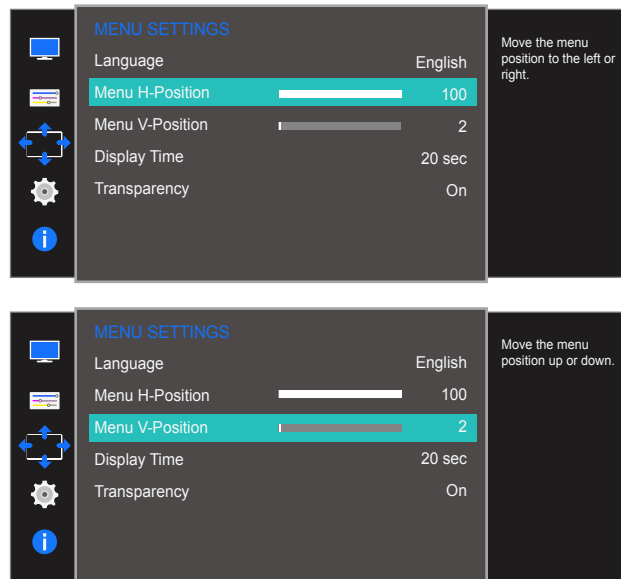 MENU SETTINGS
Language English
Menu H-Position 100
Menu V-Position 2
Display Time 20 sec
Transparency On
Move the menu
position to the left or
right.
MENU SETTINGS
Language English
Menu H-Position 100
Menu V-Position 2
Display Time 20 sec
Transparency On
Move the menu
position up or down.